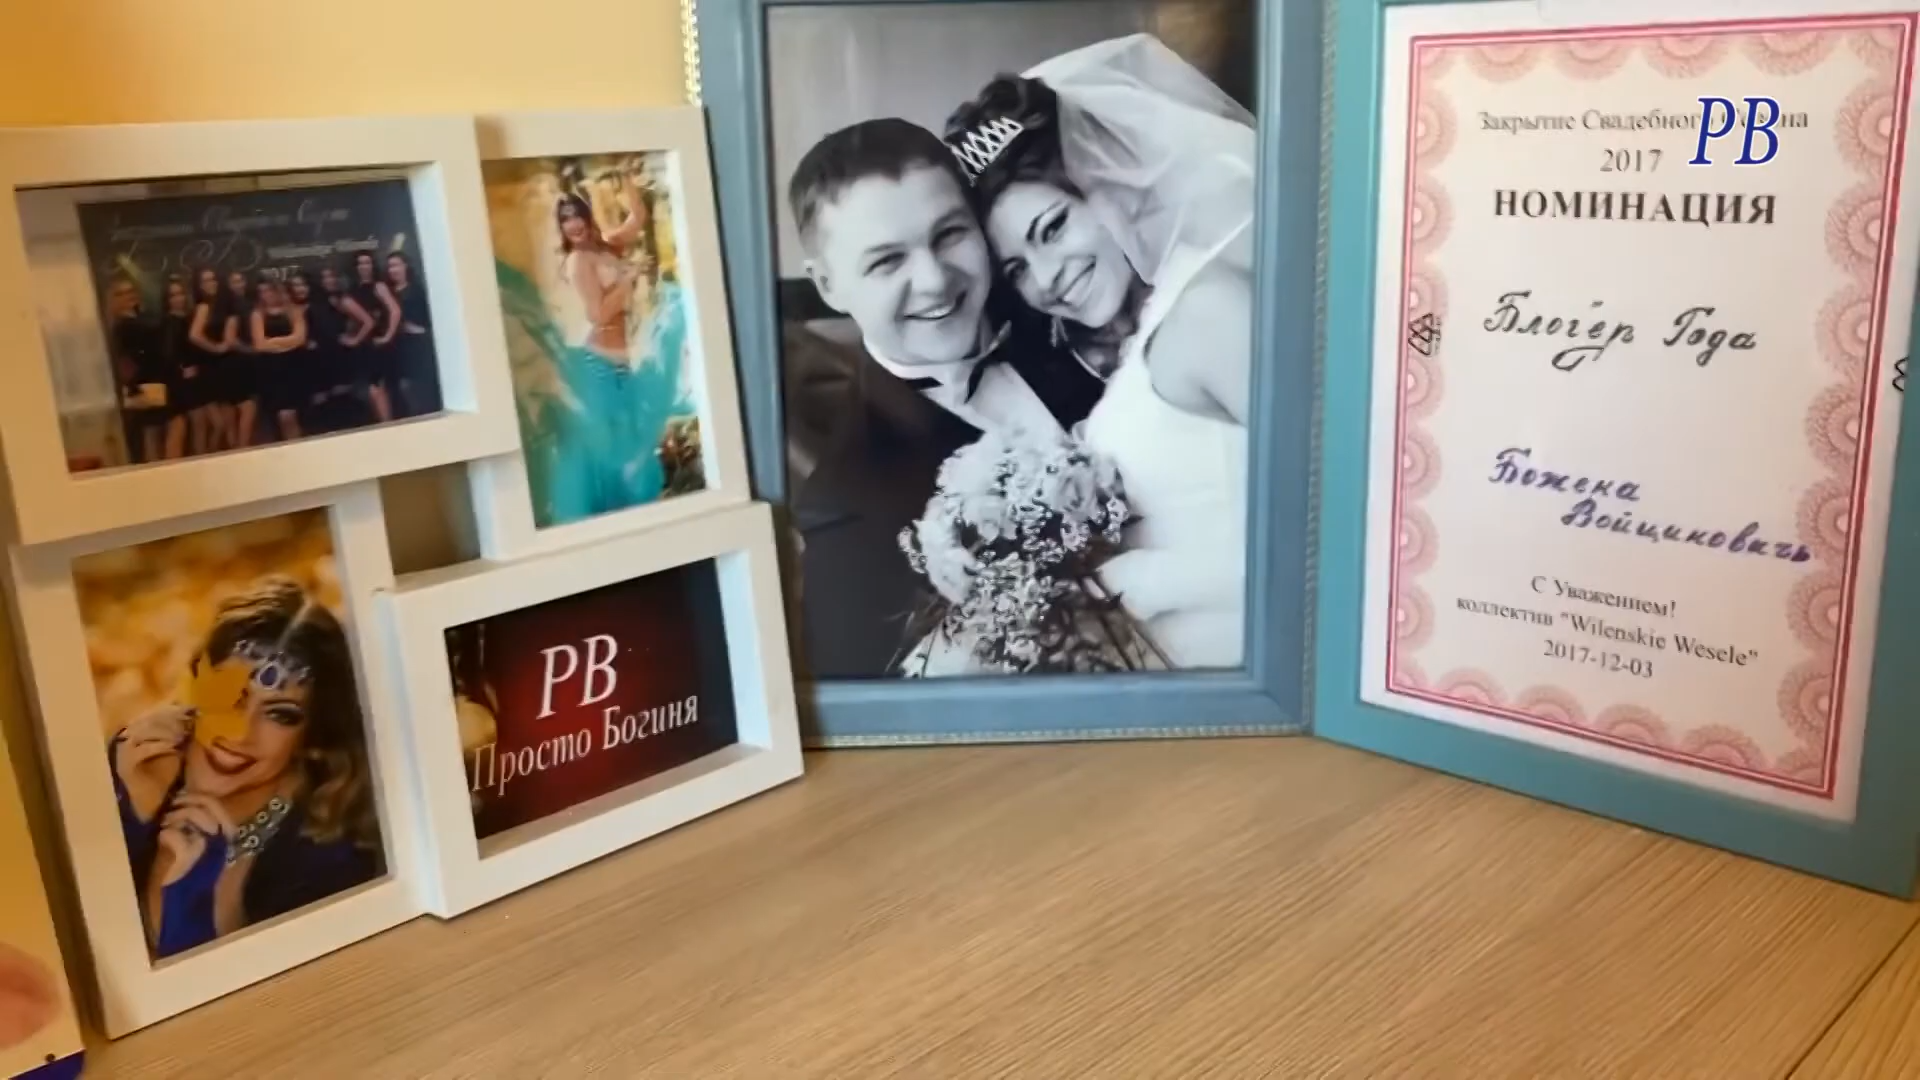 2017
PB
Просто Богиня
Закрытие Свадебного
2017
PB
НОМИНАЦИЯ
Блогер Года
Божена
Войцинович
С Уважением!
коллектив "Wilenskie Wesele"
2017-12-03